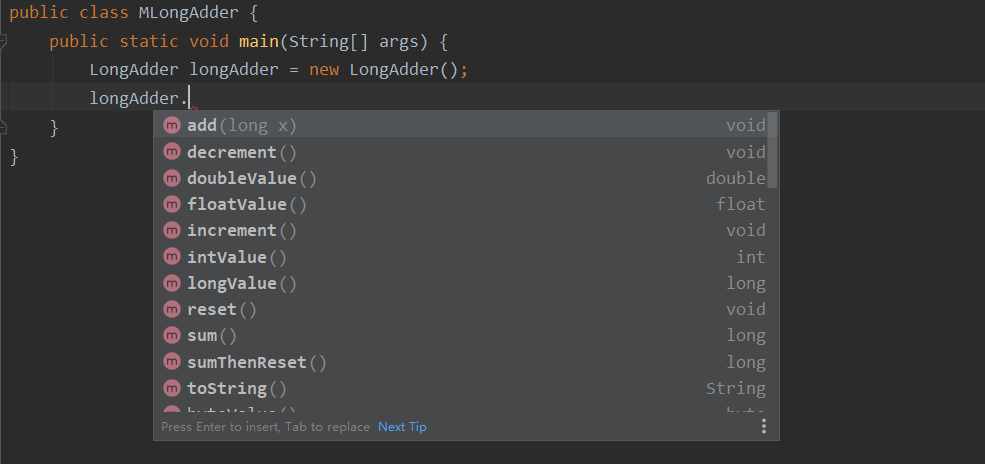 public class MLongAdder {
public static void main(String[] args) {
LongAdder longAdder = new LongAdder();
longAdder.
m add(long x) void
m decrement() void
m doubleValue() double
m floatValue() float
m increment() void
m intValue() int
m longValue() long
m reset() void
m sum() long
m sumThenReset() long
m toString() String
m byteValue() byte
Press Enter to insert, Tab to replace Next Tip
}
}